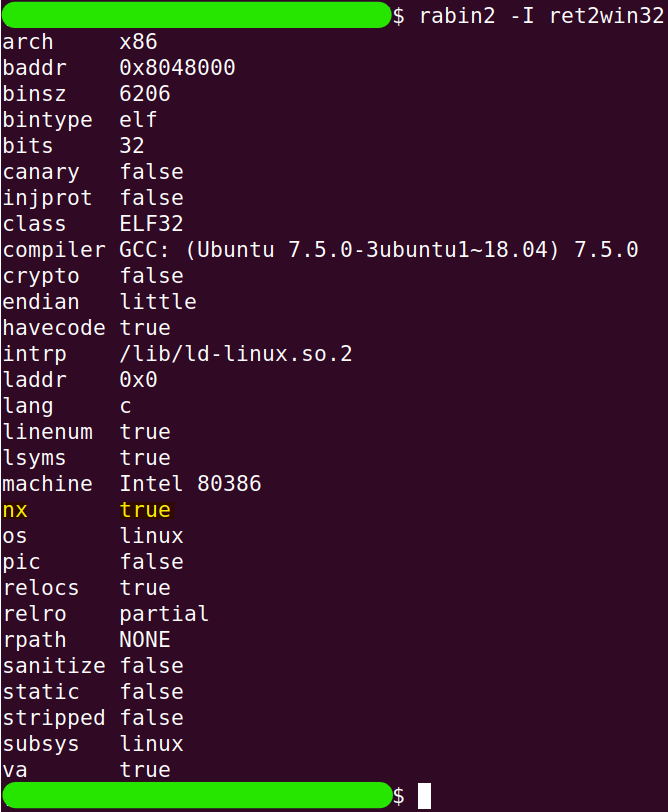 $ rabin2 -I ret2win32
arch     x86
baddr    0x8048000
binsz    6206
bintype  elf
bits     32
canary   false
injprot  false
class    ELF32
compiler GCC: (Ubuntu 7.5.0-3ubuntu1~18.04) 7.5.0
crypto   false
endian   little
havecode true
intrp    /lib/ld-linux.so.2
laddr    0x0
lang     c
linenum  true
lsyms    true
machine  Intel 80386
nx       true
os       linux
pic      false
relocs   true
relro    partial
rpath    NONE
sanitize false
static   false
stripped false
subsys   linux
va       true
$